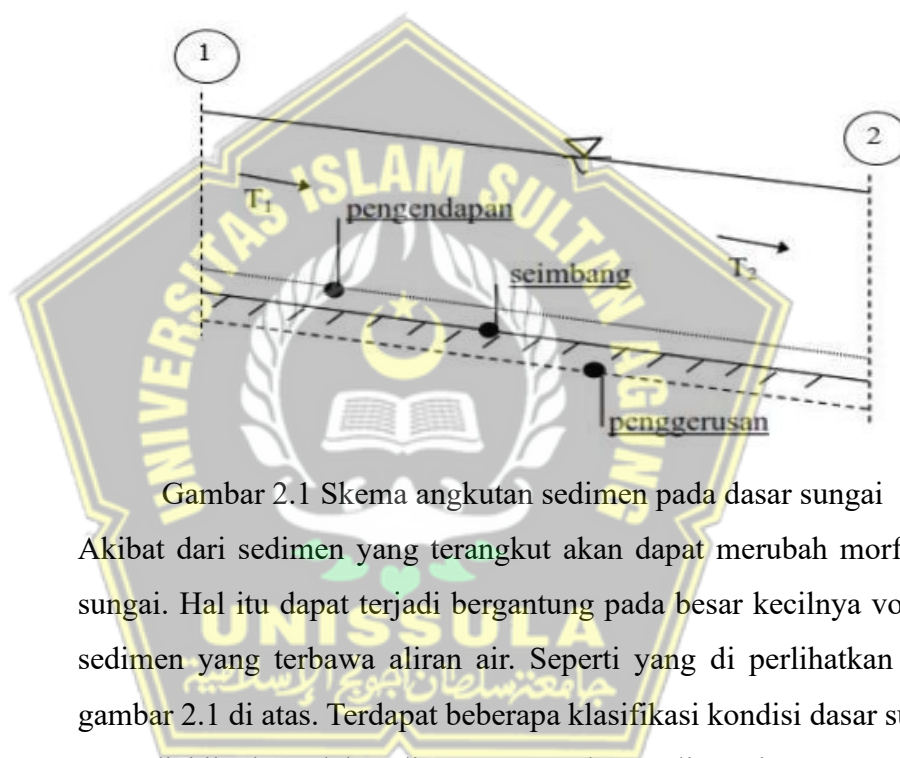 1
2
T₁
pengendapan
seimbang
T₂
penggerusan
UNIVERSITAS ISLAM SULTAN AGUNG
Gambar 2.1 Skema angkutan sedimen pada dasar sungai
Akibat dari sedimen yang terangkut akan dapat merubah
sungai. Hal itu dapat terjadi bergantung pada besar kecilnya
sedimen yang terbawa aliran air. Seperti yang di perlihatkan
gambar 2.1 di atas. Terdapat beberapa klasifikasi kondisi dasar
UNISSULA